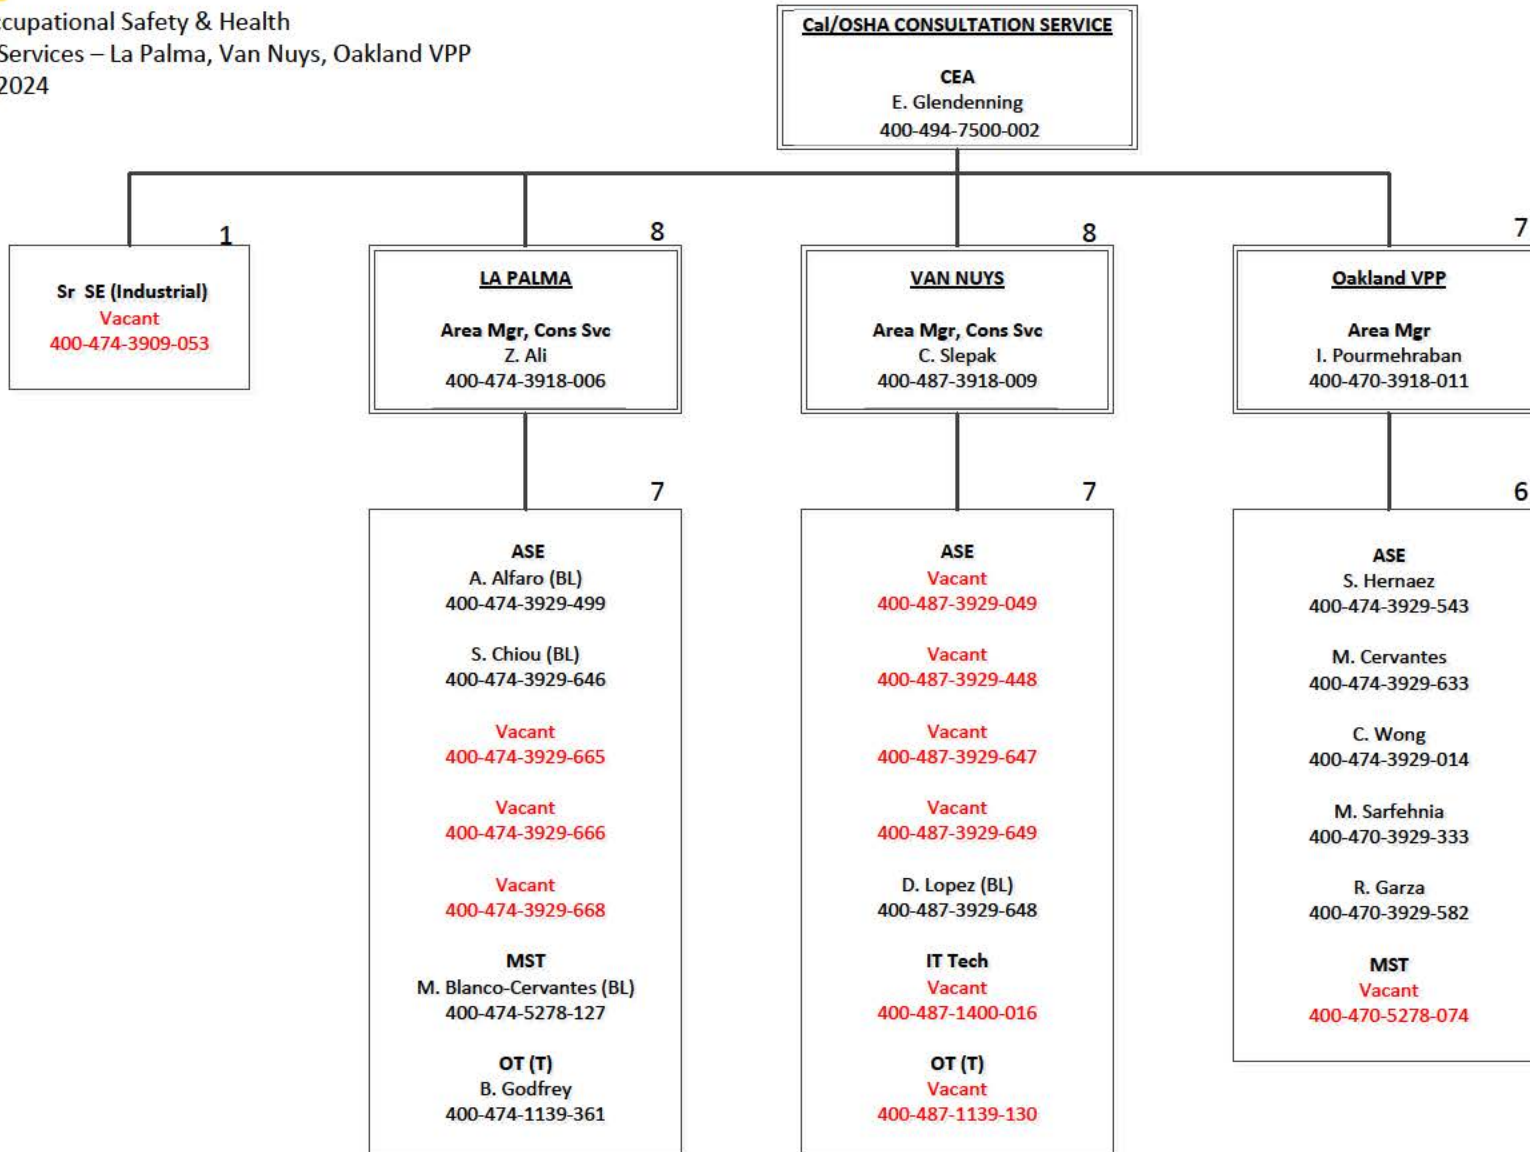 ccupational Safety & Health
Services – La Palma, Van Nuys, Oakland VPP
2024
Cal/OSHA CONSULTATION SERVICE
CEA
E. Glendenning
400-494-7500-002
1
Sr SE (Industrial)
Vacant
400-474-3909-053
8
LA PALMA
Area Mgr, Cons Svc
Z. Ali
400-474-3918-006
8
VAN NUYS
Area Mgr, Cons Svc
C. Slepak
400-487-3918-009
7
Oakland VPP
Area Mgr
I. Pourmehraban
400-470-3918-011
7
ASE
A. Alfaro (BL)
400-474-3929-499
S. Chiou (BL)
400-474-3929-646
Vacant
400-474-3929-665
Vacant
400-474-3929-666
Vacant
400-474-3929-668
MST
M. Blanco-Cervantes (BL)
400-474-5278-127
OT (T)
B. Godfrey
400-474-1139-361
7
ASE
Vacant
400-487-3929-049
Vacant
400-487-3929-448
Vacant
400-487-3929-647
Vacant
400-487-3929-649
D. Lopez (BL)
400-487-3929-648
IT Tech
Vacant
400-487-1400-016
OT (T)
Vacant
400-487-1139-130
6
ASE
S. Hernaez
400-474-3929-543
M. Cervantes
400-474-3929-633
C. Wong
400-474-3929-014
M. Sarfehnia
400-470-3929-333
R. Garza
400-470-3929-582
MST
Vacant
400-470-5278-074